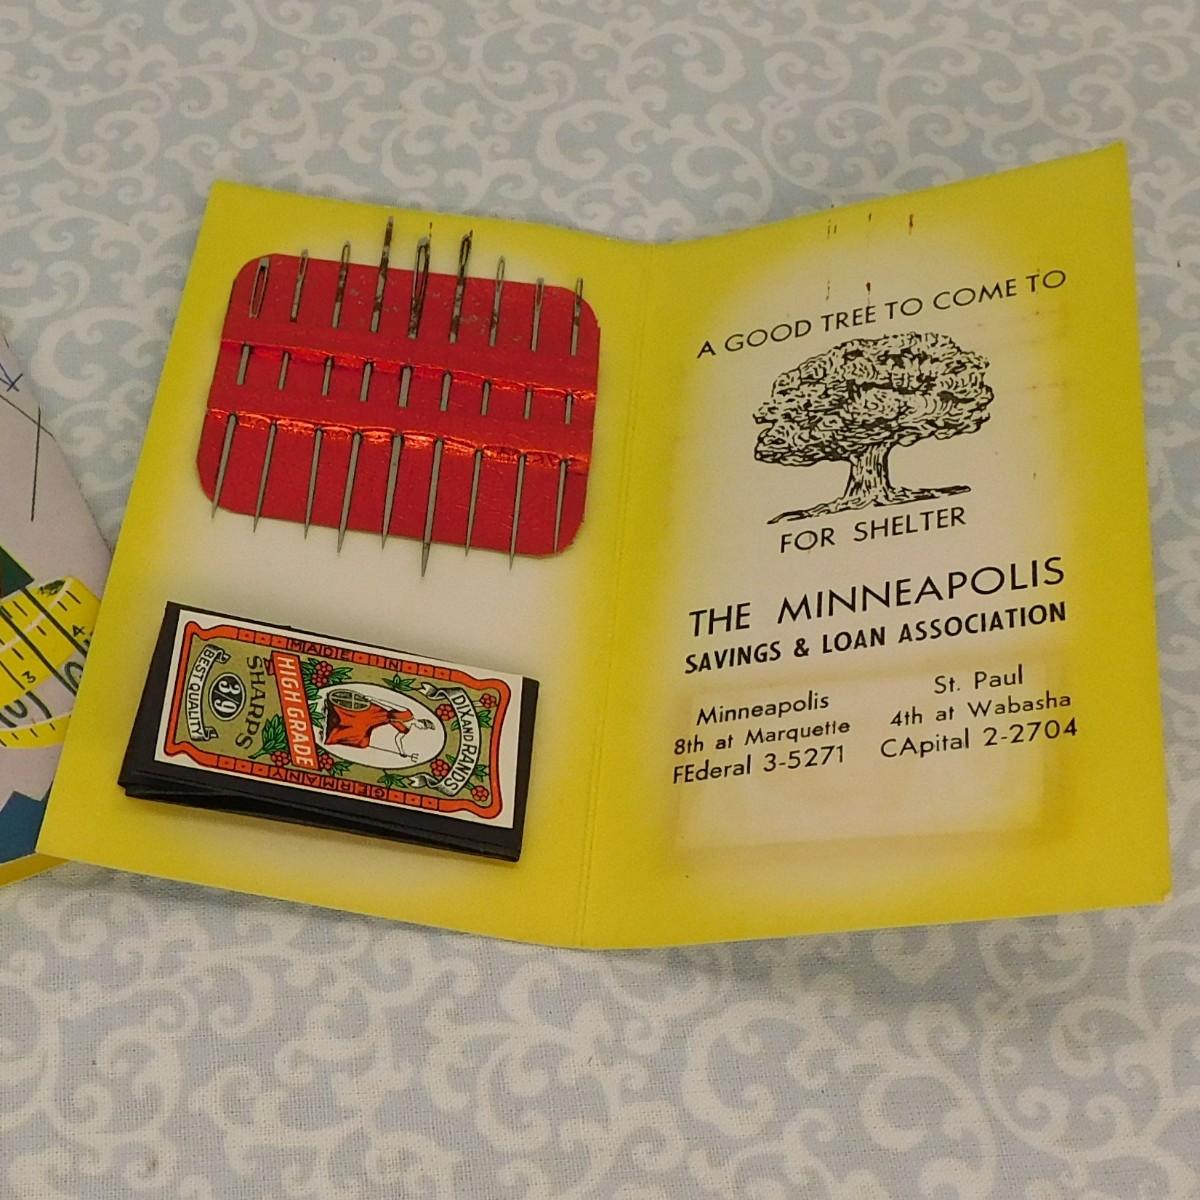 A GOOD TREE TO COME TO
FOR SHELTER
THE MINNEAPOLIS
SAVINGS & LOAN ASSOCIATION
Minneapolis
8th at Marquette
FEderal 3-5271
St. Paul
4th at Wabasha
CApital 2-2704
MADE IN
GERMANY
DIX AND RANDS
HIGH GRADE
SHARPS
39
BEST QUALITY
4
3